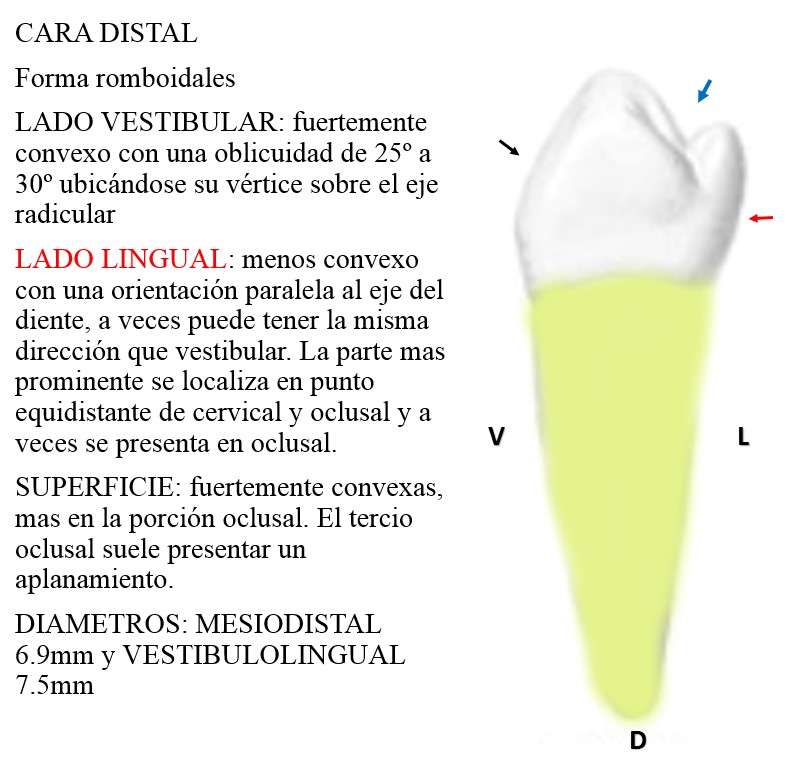 CARA DISTAL
Forma romboidales
LADO VESTIBULAR: fuertemente
convexo con una oblicuidad de 25º a
30º ubicándose su vértice sobre el eje
radicular
LADO LINGUAL: menos convexo
con una orientación paralela al eje del
diente, a veces puede tener la misma
dirección que vestibular. La parte mas
prominente se localiza en punto
equidistante de cervical y oclusal y a
veces se presenta en oclusal.
SUPERFICIE: fuertemente convexas,
mas en la porción oclusal. El tercio
oclusal suele presentar un
aplanamiento.
DIAMETROS: MESIODISTAL
6.9mm y VESTIBULOLINGUAL
7.5mm
V
L
D